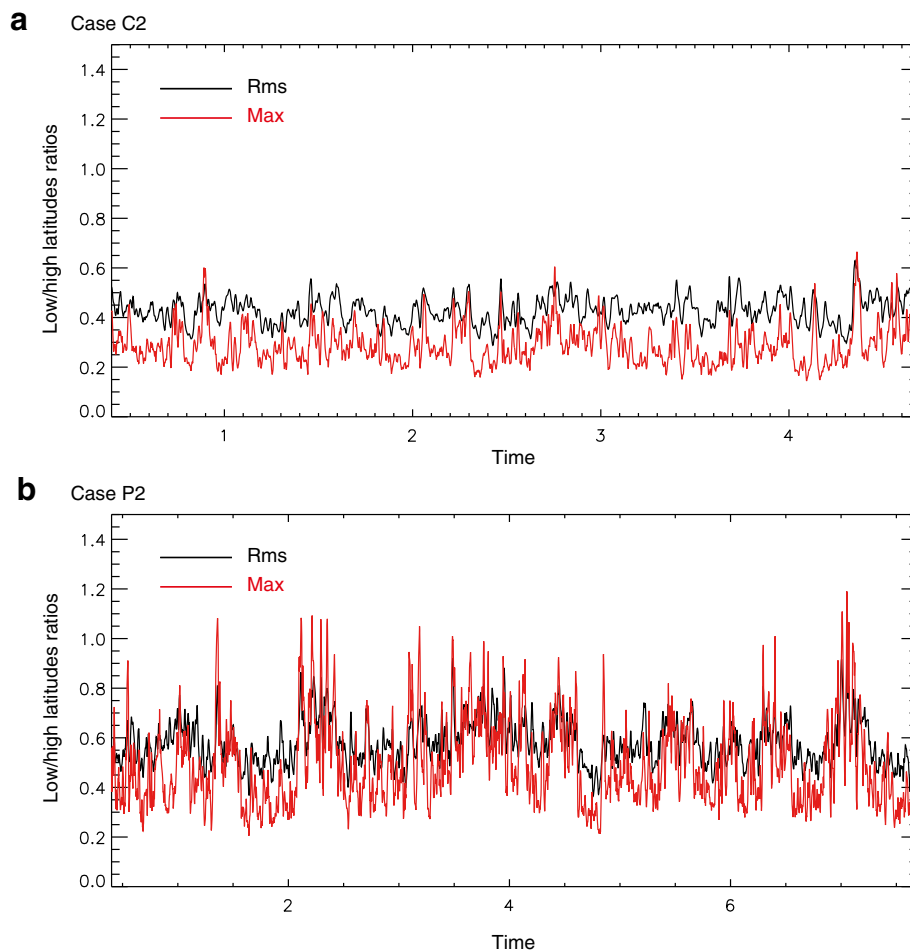 a
Case C2
Low/high latitudes ratios
1.4
1.2
1.0
0.8
0.6
0.4
0.2
0.0
Rms
Max
1
2
3
4
Time
b
Case P2
Low/high latitudes ratios
1.4
1.2
1.0
0.8
0.6
0.4
0.2
0.0
Rms
Max
2
4
6
Time